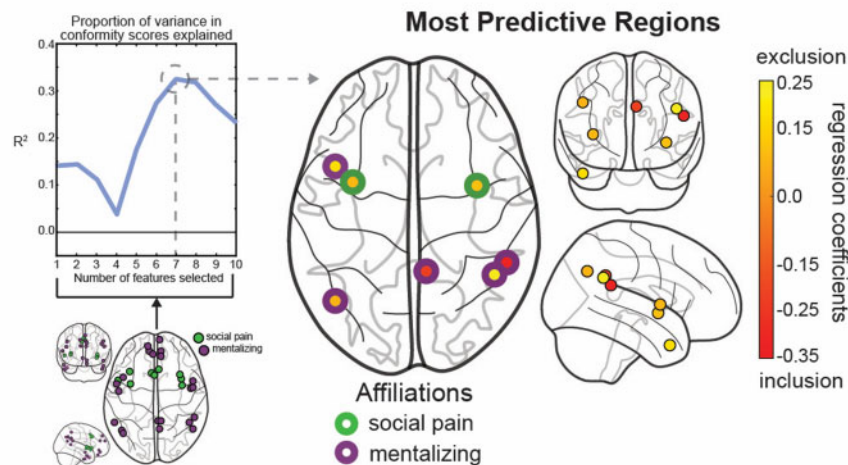 Proportion of variance in
conformity scores explained
0.4
0.3
0.2
0.1
0.0
R²
1 2 3 4 5 6 7 8 9 10
Number of features selected
social pain
mentalizing
Most Predictive Regions
Affiliations
social pain
mentalizing
exclusion
0.25
0.15
0.0
-0.15
-0.25
-0.35
inclusion
regression coefficients